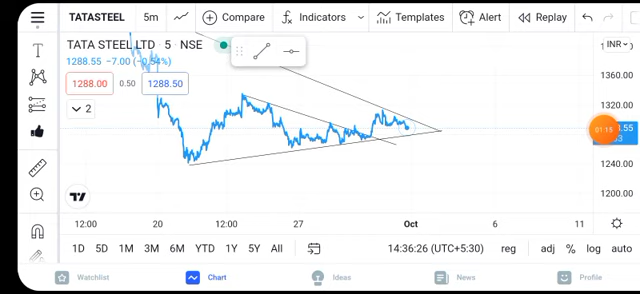 TATASTEEL 5m Compare Indicators Templates Alert Replay
TATA STEEL LTD · 5 · NSE
INR
1288.55 −7.00 (−0.54%)
1288.00 0.50 1288.50
2
1360.00
1320.00
01:15
1240.00
1200.00
12:00 20 12:00 27 Oct 6 11
1D 5D 1M 3M 6M YTD 1Y 5Y All 14:36:26 (UTC+5:30) reg adj % log auto
Watchlist Chart Ideas News Profile